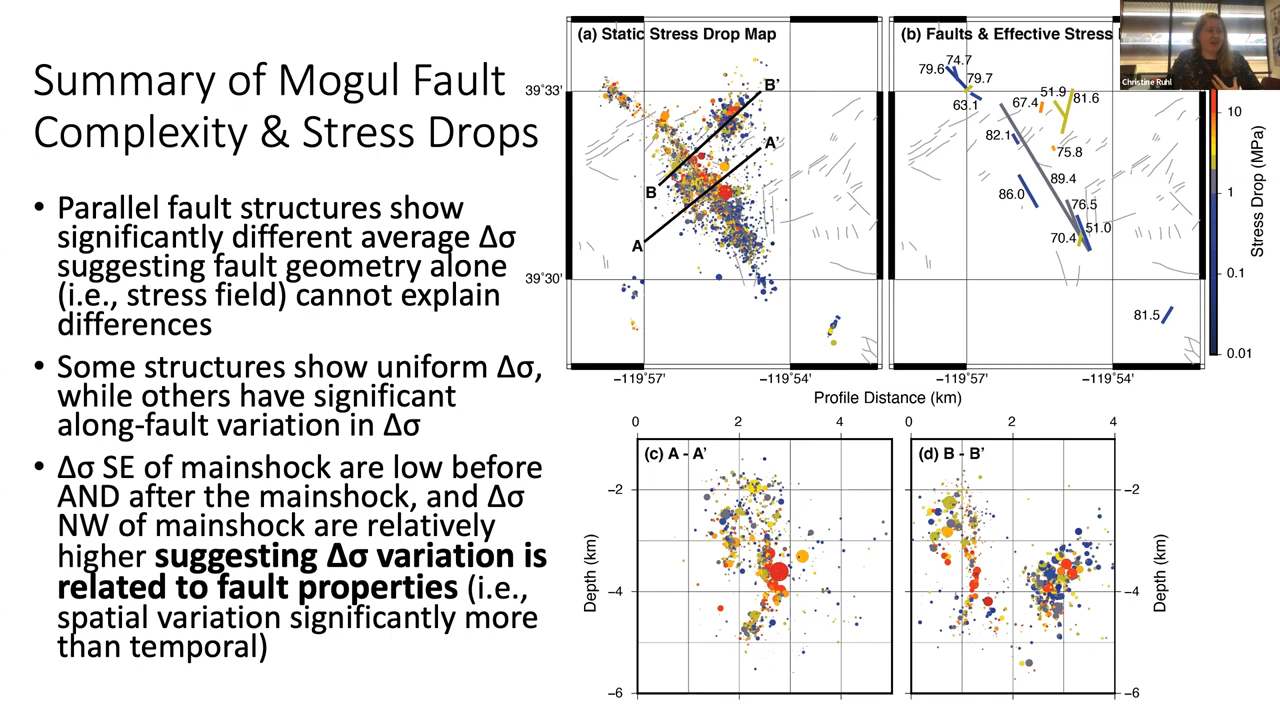 Summary of Mogul Fault
Complexity & Stress Drops
• Parallel fault structures show
significantly different average Δσ
suggesting fault geometry alone
(i.e., stress field) cannot explain
differences
• Some structures show uniform Δσ,
while others have significant
along-fault variation in Δσ
• Δσ SE of mainshock are low before
AND after the mainshock, and Δσ
NW of mainshock are relatively
higher suggesting Δσ variation is
related to fault properties (i.e.,
spatial variation significantly more
than temporal)
(a) Static Stress Drop Map
39˚33'
39˚30'
B'
A'
B
A
−119˚57'
−119˚54'
(b) Faults & Effective Stress
79.6
74.7
79.7
63.1
67.4
51.9
81.6
82.1
75.8
89.4
86.0
76.5
51.0
70.4
81.5
−119˚57'
−119˚54'
Christine Ruhl
10
1
0.1
0.01
Stress Drop (MPa)
Profile Distance (km)
0
2
4
0
2
4
(c) A - A'
(d) B - B'
−2
−4
−6
Depth (km)
−2
−4
−6
Depth (km)